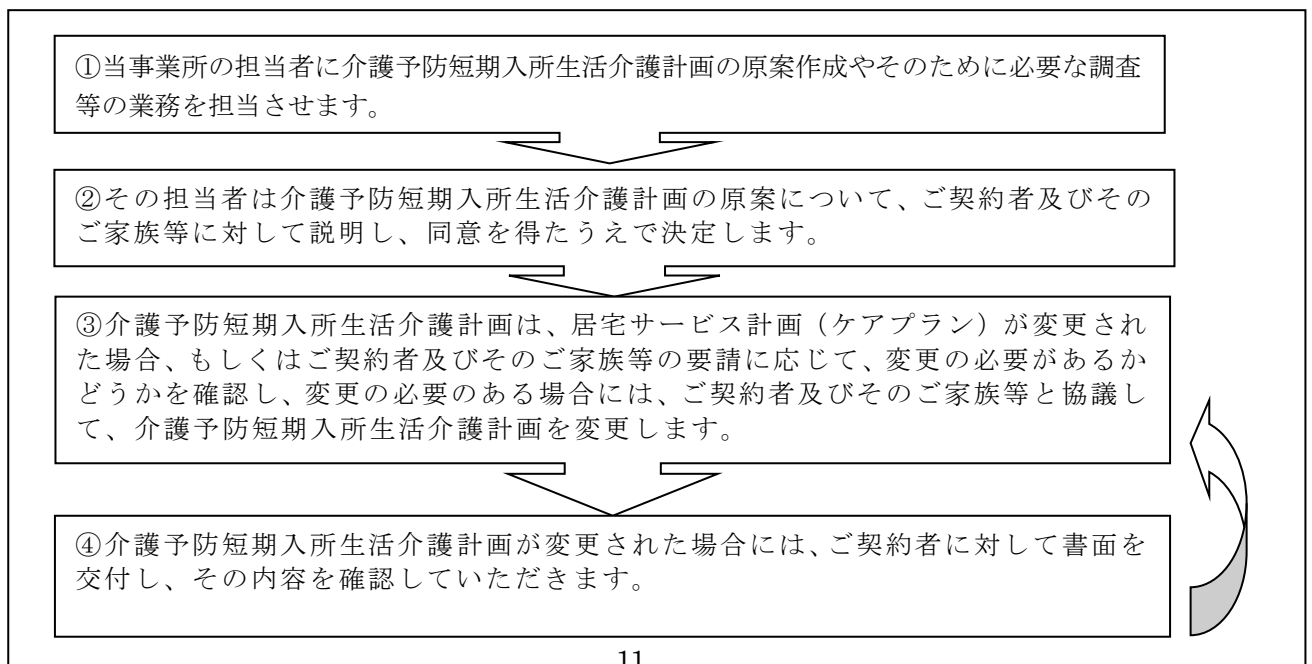 ①当事業所の担当者に介護予防短期入所生活介護計画の原案作成やそのために必要な調査
等の業務を担当させます。
②その担当者は介護予防短期入所生活介護計画の原案について、ご契約者及びその
ご家族等に対して説明し、同意を得たうえで決定します。
③介護予防短期入所生活介護計画は、居宅サービス計画（ケアプラン）が変更され
た場合、もしくはご契約者及びそのご家族等の要請に応じて、変更の必要があるか
どうかを確認し、変更の必要のある場合には、ご契約者及びそのご家族等と協議し
て、介護予防短期入所生活介護計画を変更します。
④介護予防短期入所生活介護計画が変更された場合には、ご契約者に対して書面を
交付し、その内容を確認していただきます。
11